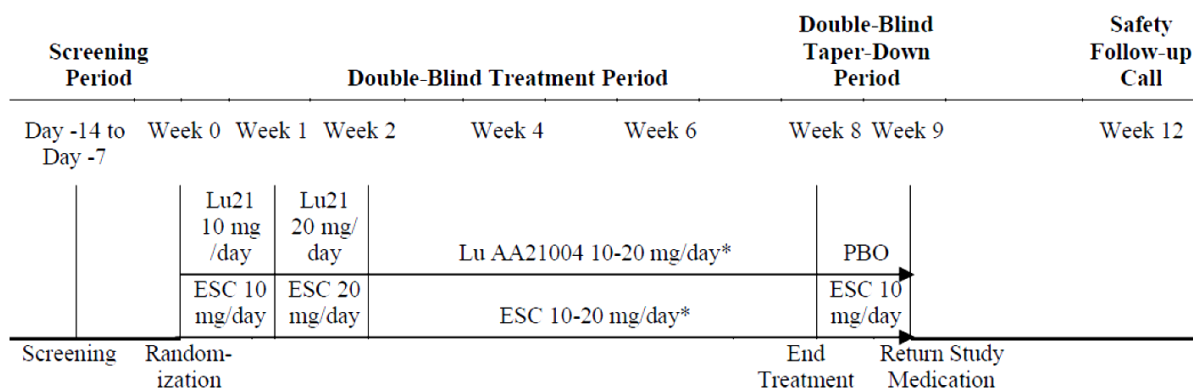 Screening
Period
Double-Blind Treatment Period
Double-Blind
Taper-Down
Period
Safety
Follow-up
Call
Day -14 to
Day -7
Week 0
Week 1
Week 2
Week 4
Week 6
Week 8
Week 9
Week 12
Lu21
10 mg
/day
Lu21
20 mg/
day
Lu AA21004 10-20 mg/day*
PBO
ESC 10
mg/day
ESC 20
mg/day
ESC 10-20 mg/day*
ESC 10
mg/day
Screening
Random-
ization
End
Treatment
Return Study
Medication